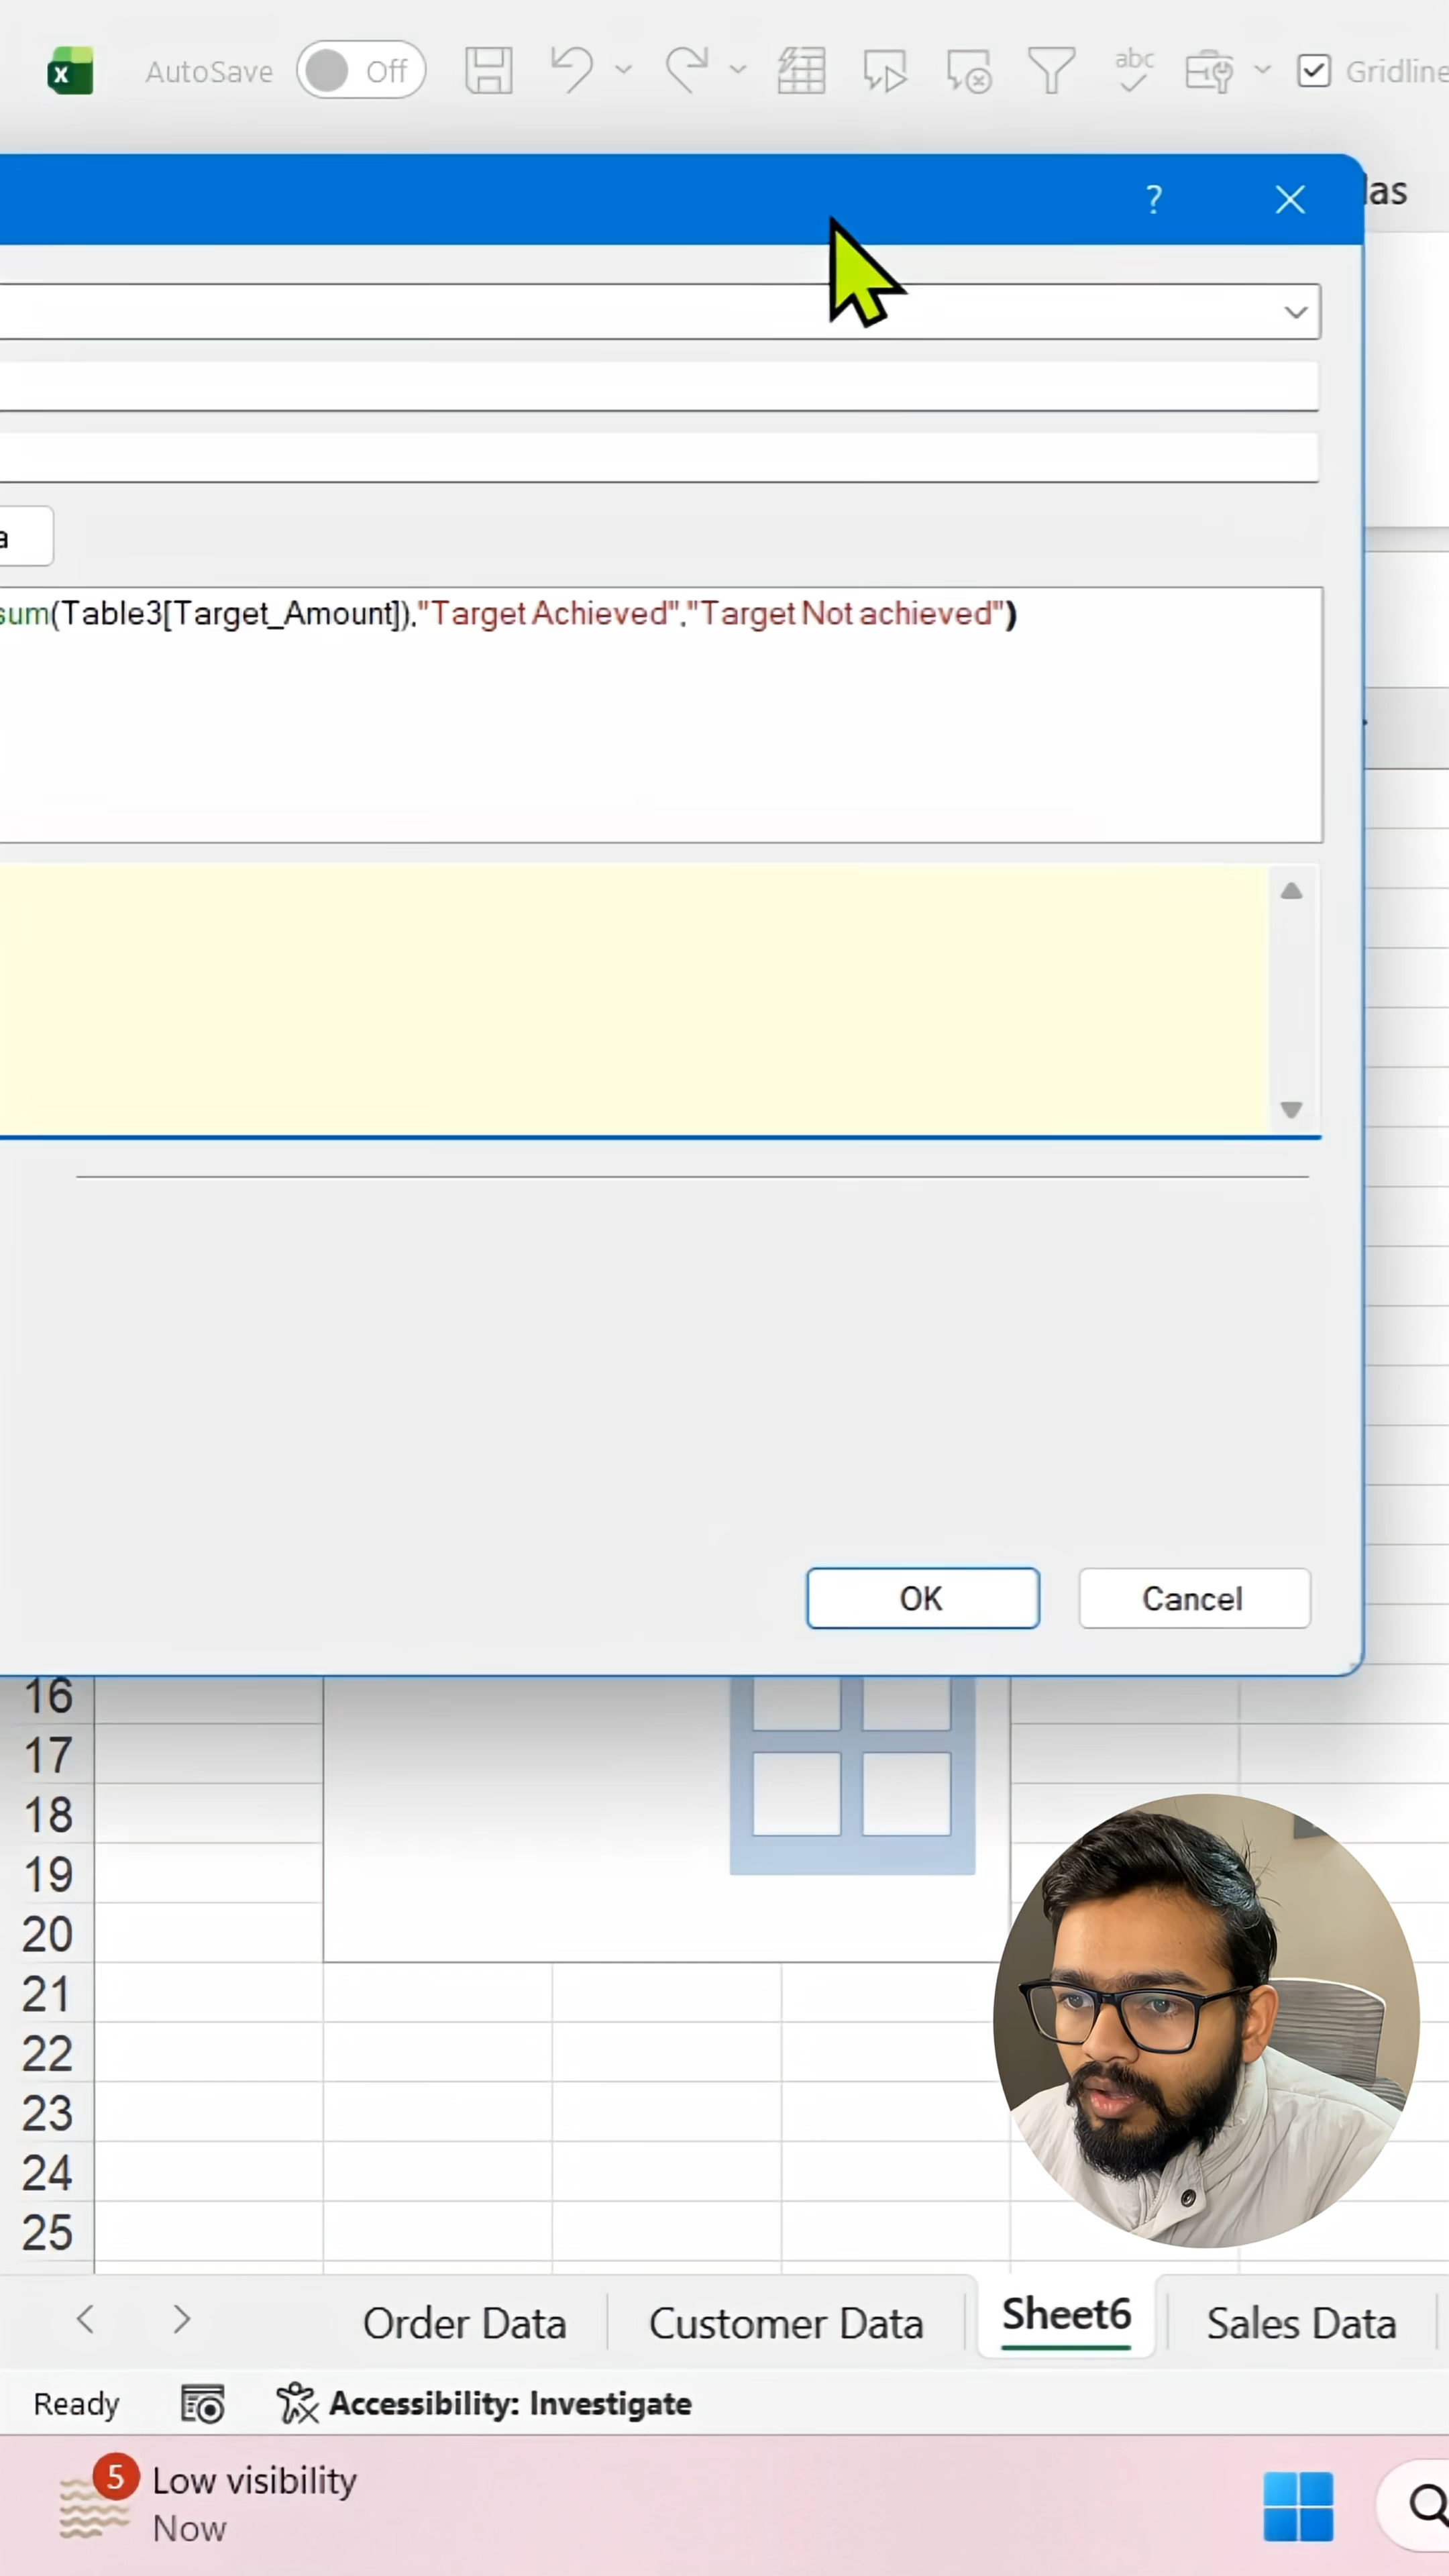 AutoSave Off abc Gridline
las
?
a
sum(Table3[Target_Amount]),"Target Achieved","Target Not achieved")
OK Cancel
16
17
18
19
20
21
22
23
24
25
Order Data Customer Data Sheet6 Sales Data
Ready Accessibility: Investigate
5 Low visibility
Now